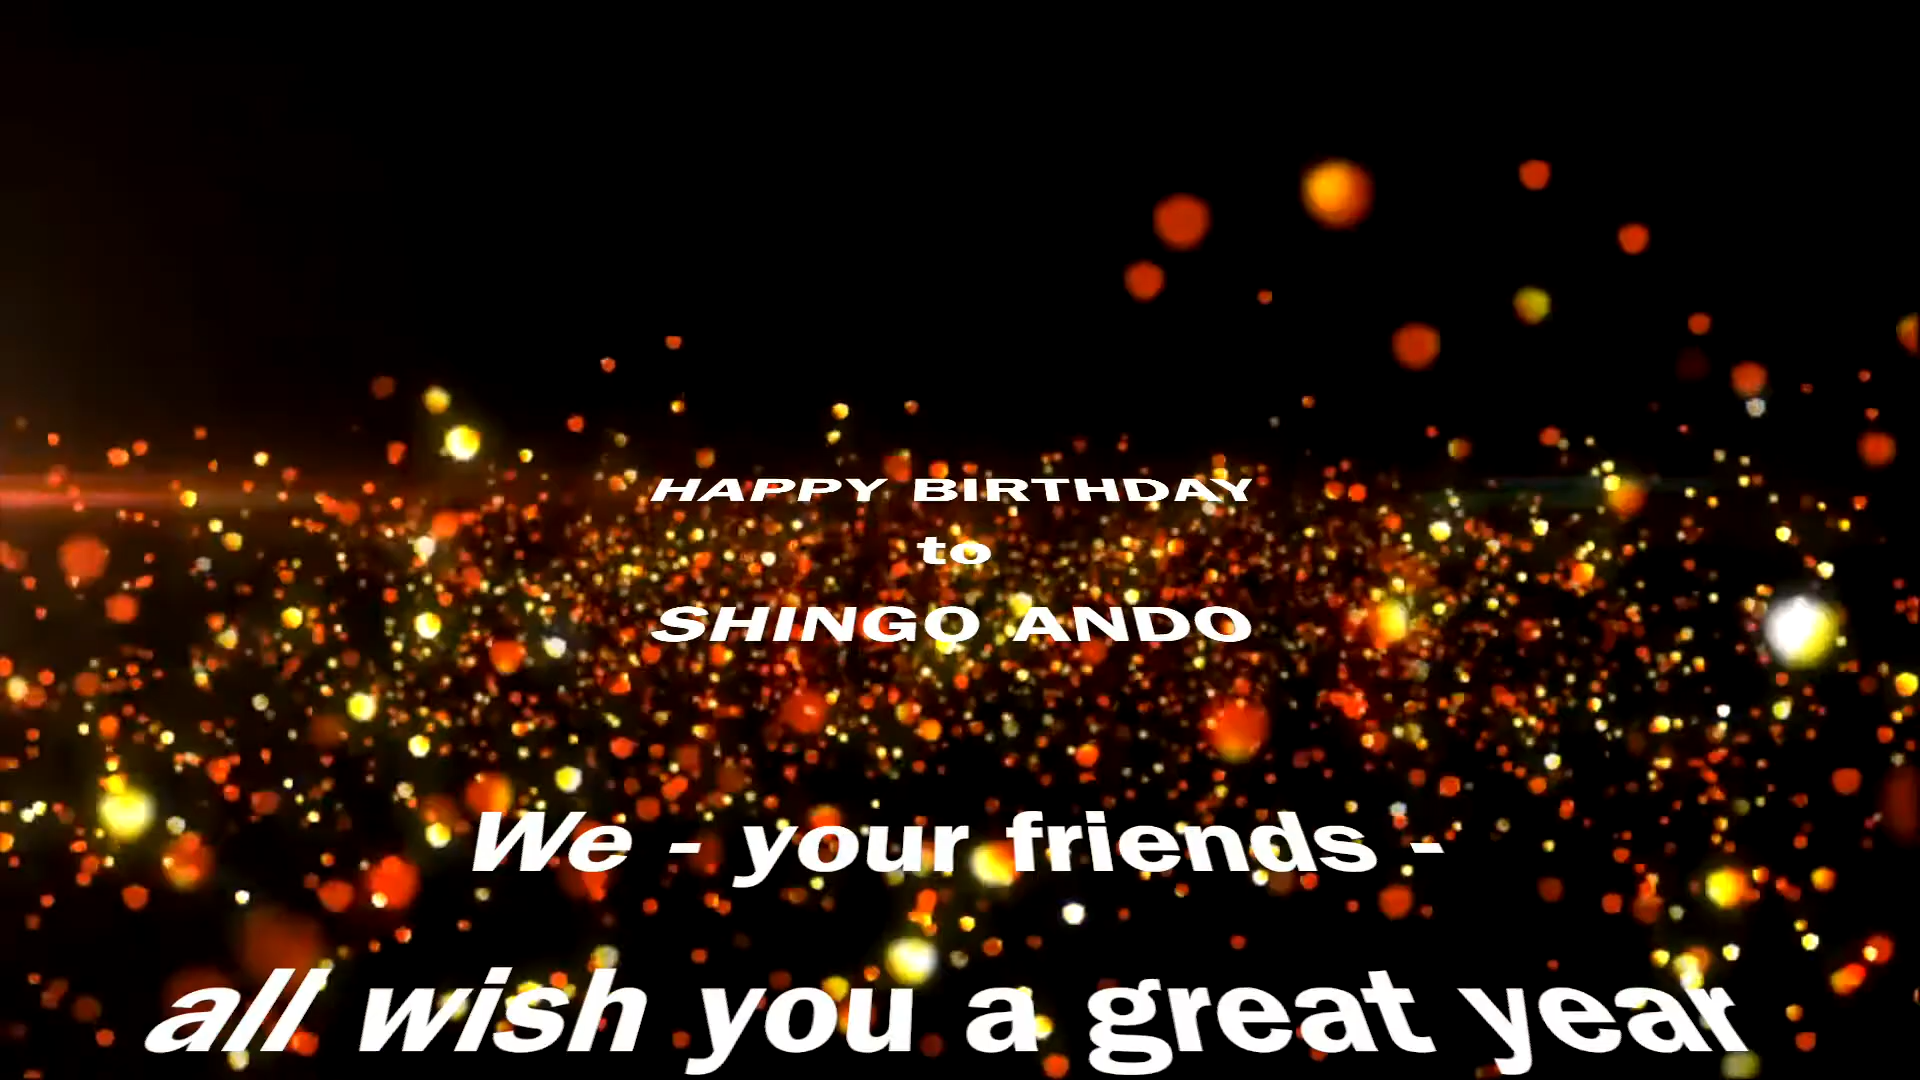 HAPPY BIRTHDAY
to
SHINGO ANDO
We - your friends -
all wish you a great year